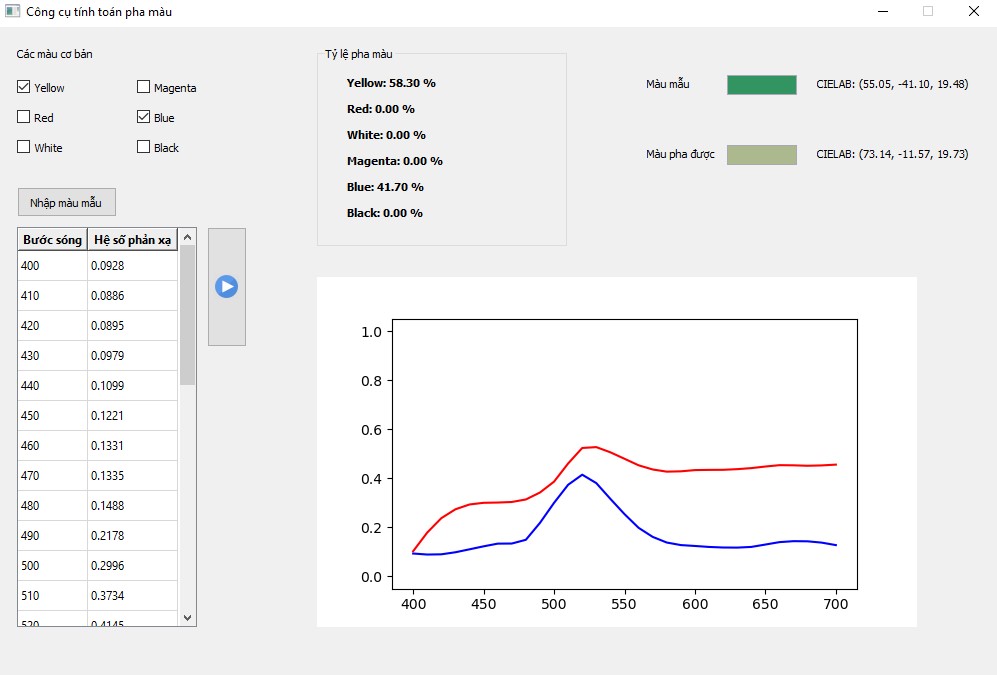 Công cụ tính toán pha màu
Các màu cơ bản
Yellow
Magenta
Red
Blue
White
Black
Nhập màu mẫu
Bước sóng Hệ số phản xạ
400 0.0928
410 0.0886
420 0.0895
430 0.0979
440 0.1099
450 0.1221
460 0.1331
470 0.1335
480 0.1488
490 0.2178
500 0.2996
510 0.3734
520 0.4145
Tỷ lệ pha màu
Yellow: 58.30 %
Red: 0.00 %
White: 0.00 %
Magenta: 0.00 %
Blue: 41.70 %
Black: 0.00 %
Màu mẫu CIELAB: (55.05, -41.10, 19.48)
Màu pha được CIELAB: (73.14, -11.57, 19.73)
1.0
0.8
0.6
0.4
0.2
0.0
400 450 500 550 600 650 700